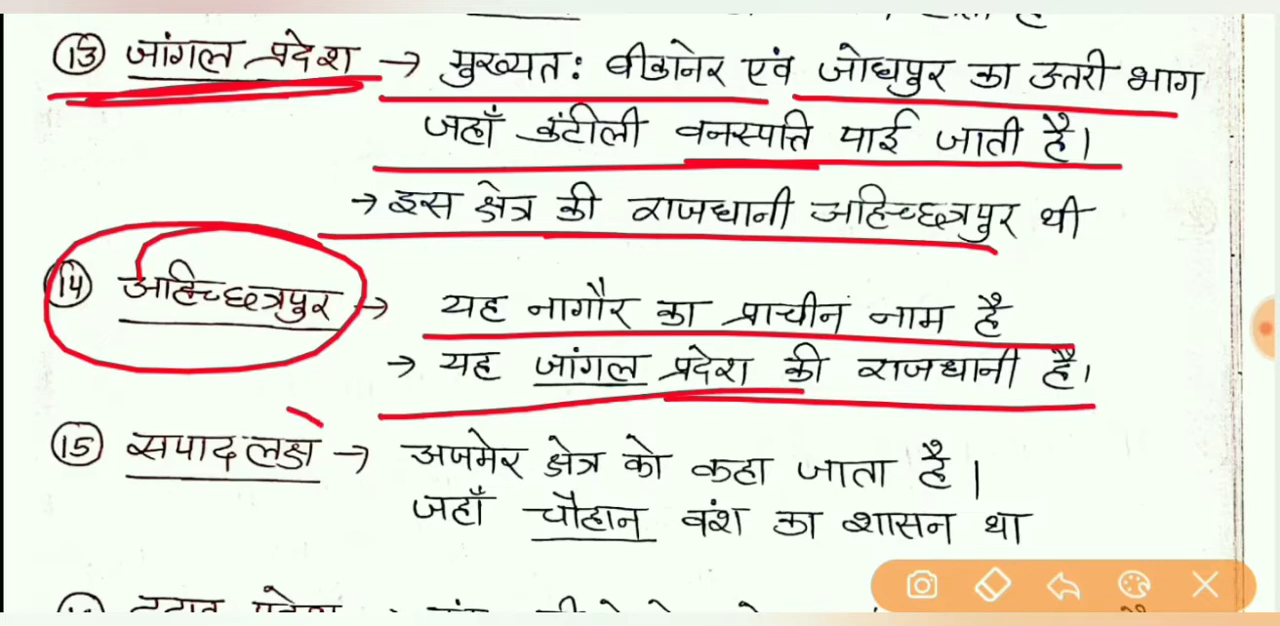 ⑬ जांगल प्रदेश → मुख्यतः बीकानेर एवं जोधपुर का उत्तरी भाग
जहाँ कंटीली वनस्पति पाई जाती है।
→ इस क्षेत्र की राजधानी अहिच्छत्रपुर थी
⑭ अहिच्छत्रपुर → यह नागौर का प्राचीन नाम है
→ यह जांगल प्रदेश की राजधानी है।
⑮ सपादलक्ष → अजमेर क्षेत्र को कहा जाता है।
जहाँ चौहान वंश का शासन था